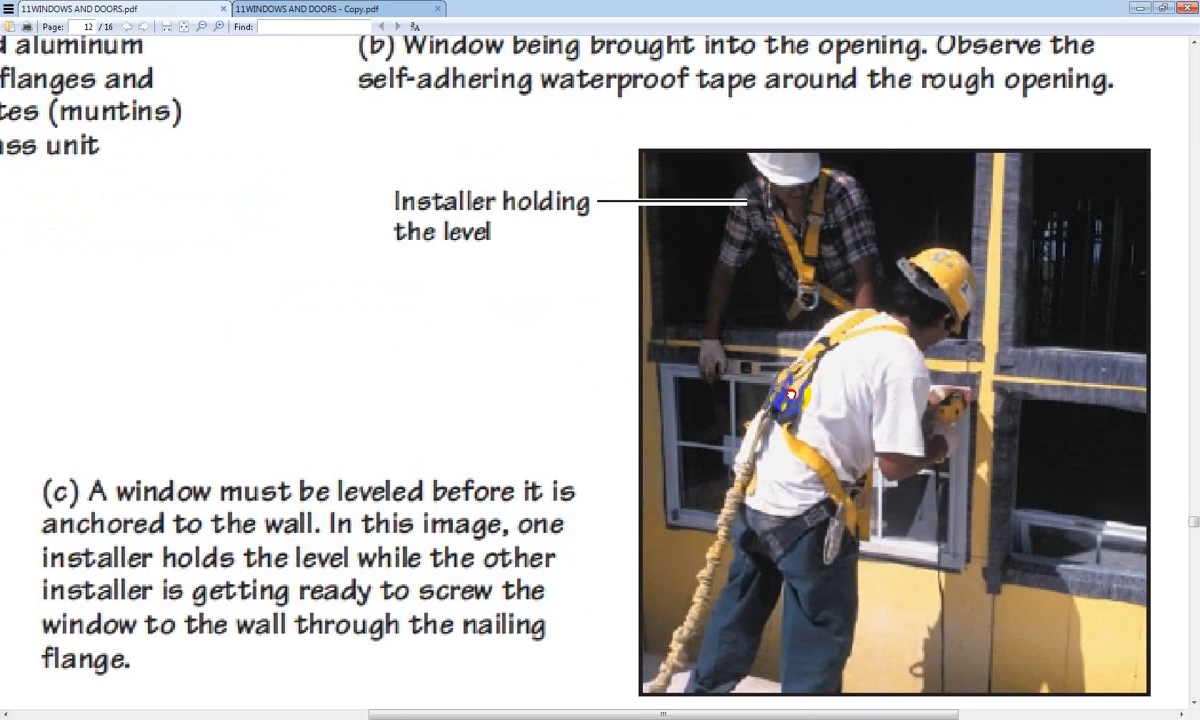 11WINDOWS AND DOORS.pdf
11WINDOWS AND DOORS - Copy.pdf
Page: 12 / 16
Find:
d aluminum
flanges and
tes (muntins)
ass unit
(b) Window being brought into the opening. Observe the
self-adhering waterproof tape around the rough opening.
Installer holding
the level
(c) A window must be leveled before it is
anchored to the wall. In this image, one
installer holds the level while the other
installer is getting ready to screw the
window to the wall through the nailing
flange.